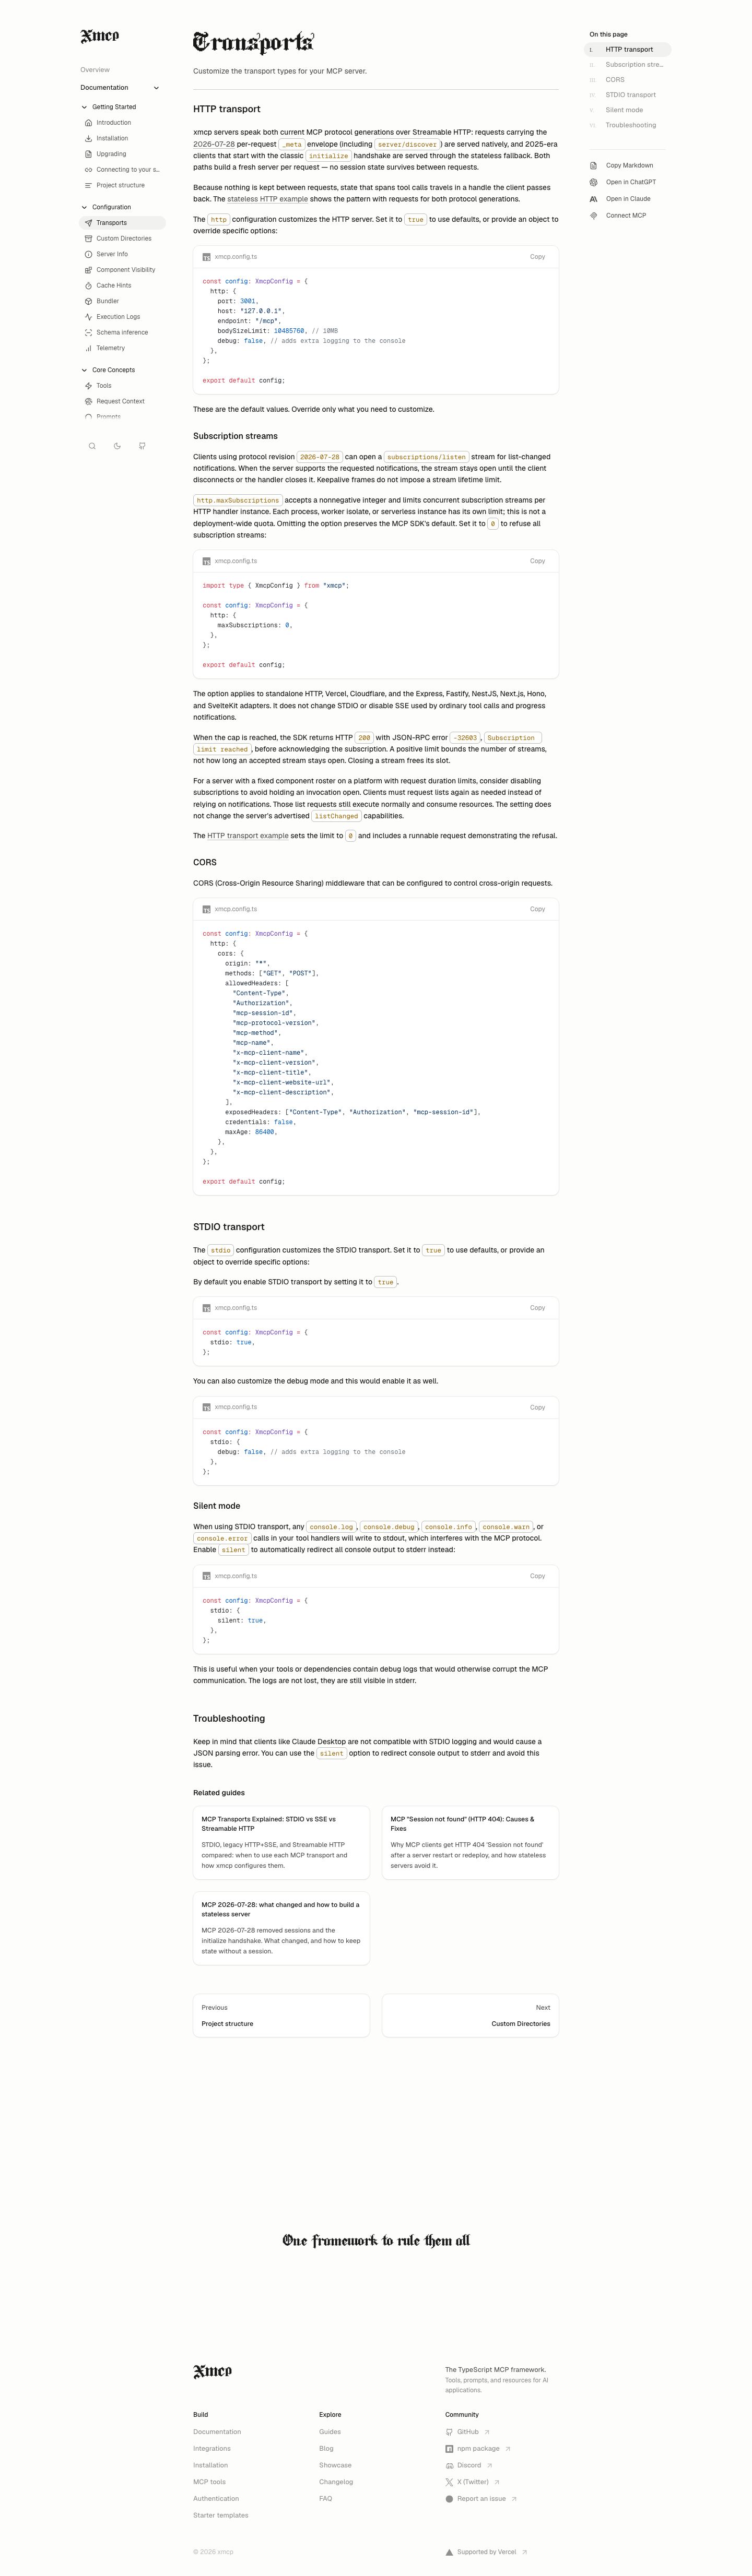 Xmcp
Overview
Documentation
Getting Started
Introduction
Installation
Upgrading
Connecting to your s...
Project structure
Configuration
Transports
Custom Directories
Server Info
Component Visibility
Cache Hints
Bundler
Execution Logs
Schema inference
Telemetry
Core Concepts
Tools
Request Context
Prompts
Transports
Customize the transport types for your MCP server.
HTTP transport
xmcp servers speak both current MCP protocol generations over Streamable HTTP: requests carrying the
2026-07-28 per-request _meta envelope (including server/discover) are served natively, and 2025-era
clients that start with the classic initialize handshake are served through the stateless fallback. Both
paths build a fresh server per request — no session state survives between requests.
Because nothing is kept between requests, state that spans tool calls travels in a handle the client passes
back. The stateless HTTP example shows the pattern with requests for both protocol generations.
The http configuration customizes the HTTP server. Set it to true to use defaults, or provide an object to
override specific options:
xmcp.config.ts
Copy
const config: XmcpConfig = {
  http: {
    port: 3001,
    host: "127.0.0.1",
    endpoint: "/mcp",
    bodySizeLimit: 10485760, // 10MB
    debug: false, // adds extra logging to the console
  },
};
export default config;
These are the default values. Override only what you need to customize.
Subscription streams
Clients using protocol revision 2026-07-28 can open a subscriptions/listen stream for list-changed
notifications. When the server supports the requested notifications, the stream stays open until the client
disconnects or the handler closes it. Keepalive frames do not impose a stream lifetime limit.
http.maxSubscriptions accepts a nonnegative integer and limits concurrent subscription streams per
HTTP handler instance. Each process, worker isolate, or serverless instance has its own limit; this is not a
deployment-wide quota. Omitting the option preserves the MCP SDK's default. Set it to 0 to refuse all
subscription streams:
xmcp.config.ts
Copy
import type { XmcpConfig } from "xmcp";
const config: XmcpConfig = {
  http: {
    maxSubscriptions: 0,
  },
};
export default config;
The option applies to standalone HTTP, Vercel, Cloudflare, and the Express, Fastify, NestJS, Next.js, Hono,
and SvelteKit adapters. It does not change STDIO or disable SSE used by ordinary tool calls and progress
notifications.
When the cap is reached, the SDK returns HTTP 200 with JSON-RPC error -32603, Subscription
limit reached, before acknowledging the subscription. A positive limit bounds the number of streams,
not how long an accepted stream stays open. Closing a stream frees its slot.
For a server with a fixed component roster on a platform with request duration limits, consider disabling
subscriptions to avoid holding an invocation open. Clients must request lists again as needed instead of
relying on notifications. Those list requests still execute normally and consume resources. The setting does
not change the server's advertised listChanged capabilities.
The HTTP transport example sets the limit to 0 and includes a runnable request demonstrating the refusal.
CORS
CORS (Cross-Origin Resource Sharing) middleware that can be configured to control cross-origin requests.
xmcp.config.ts
Copy
const config: XmcpConfig = {
  http: {
    cors: {
      origin: "*",
      methods: ["GET", "POST"],
      allowedHeaders: [
        "Content-Type",
        "Authorization",
        "mcp-session-id",
        "mcp-protocol-version",
        "mcp-method",
        "mcp-name",
        "x-mcp-client-name",
        "x-mcp-client-version",
        "x-mcp-client-title",
        "x-mcp-client-website-url",
        "x-mcp-client-description",
      ],
      exposedHeaders: ["Content-Type", "Authorization", "mcp-session-id"],
      credentials: false,
      maxAge: 86400,
    },
  },
};
export default config;
STDIO transport
The stdio configuration customizes the STDIO transport. Set it to true to use defaults, or provide an
object to override specific options:
By default you enable STDIO transport by setting it to true.
xmcp.config.ts
Copy
const config: XmcpConfig = {
  stdio: true,
};
You can also customize the debug mode and this would enable it as well.
xmcp.config.ts
Copy
const config: XmcpConfig = {
  stdio: {
    debug: false, // adds extra logging to the console
  },
};
Silent mode
When using STDIO transport, any console.log, console.debug, console.info, console.warn, or
console.error calls in your tool handlers will write to stdout, which interferes with the MCP protocol.
Enable silent to automatically redirect all console output to stderr instead:
xmcp.config.ts
Copy
const config: XmcpConfig = {
  stdio: {
    silent: true,
  },
};
This is useful when your tools or dependencies contain debug logs that would otherwise corrupt the MCP
communication. The logs are not lost, they are still visible in stderr.
Troubleshooting
Keep in mind that clients like Claude Desktop are not compatible with STDIO logging and would cause a
JSON parsing error. You can use the silent option to redirect console output to stderr and avoid this
issue.
Related guides
MCP Transports Explained: STDIO vs SSE vs
Streamable HTTP
STDIO, legacy HTTP+SSE, and Streamable HTTP
compared: when to use each MCP transport and
how xmcp configures them.
MCP "Session not found" (HTTP 404): Causes &
Fixes
Why MCP clients get HTTP 404 'Session not found'
after a server restart or redeploy, and how stateless
servers avoid it.
MCP 2026-07-28: what changed and how to build a
stateless server
MCP 2026-07-28 removed sessions and the
initialize handshake. What changed, and how to keep
state without a session.
Previous
Project structure
Next
Custom Directories
On this page
I. HTTP transport
II. Subscription stre...
III. CORS
IV. STDIO transport
V. Silent mode
VI. Troubleshooting
Copy Markdown
Open in ChatGPT
Open in Claude
Connect MCP
One framework to rule them all
Xmcp
The TypeScript MCP framework.
Tools, prompts, and resources for AI
applications.
Build
Documentation
Integrations
Installation
MCP tools
Authentication
Starter templates
Explore
Guides
Blog
Showcase
Changelog
FAQ
Community
GitHub
npm package
Discord
X (Twitter)
Report an issue
© 2026 xmcp
Supported by Vercel